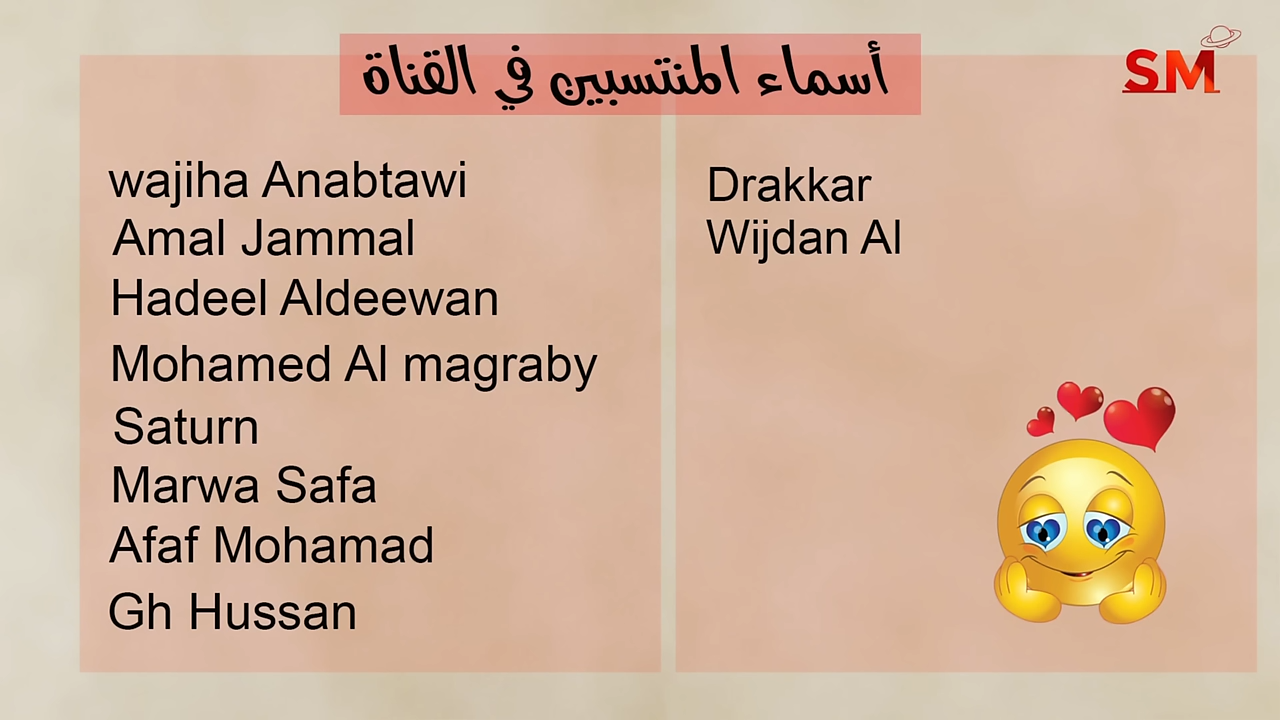 أسماء المنتسبين في القناة
SM
wajiha Anabtawi
Amal Jammal
Hadeel Aldeewan
Mohamed Al magraby
Saturn
Marwa Safa
Afaf Mohamad
Gh Hussan
Drakkar
Wijdan Al